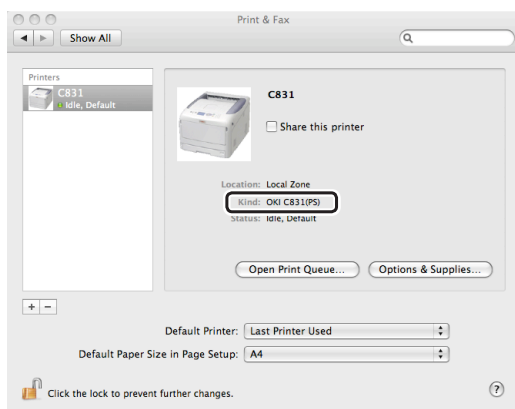 Print & Fax
Show All
Printers
C831
Idle, Default
C831
Share this printer
Location: Local Zone
Kind: OKI C831(PS)
Status: Idle, Default
Open Print Queue...
Options & Supplies...
+ −
Default Printer: Last Printer Used
Default Paper Size in Page Setup: A4
Click the lock to prevent further changes.
?